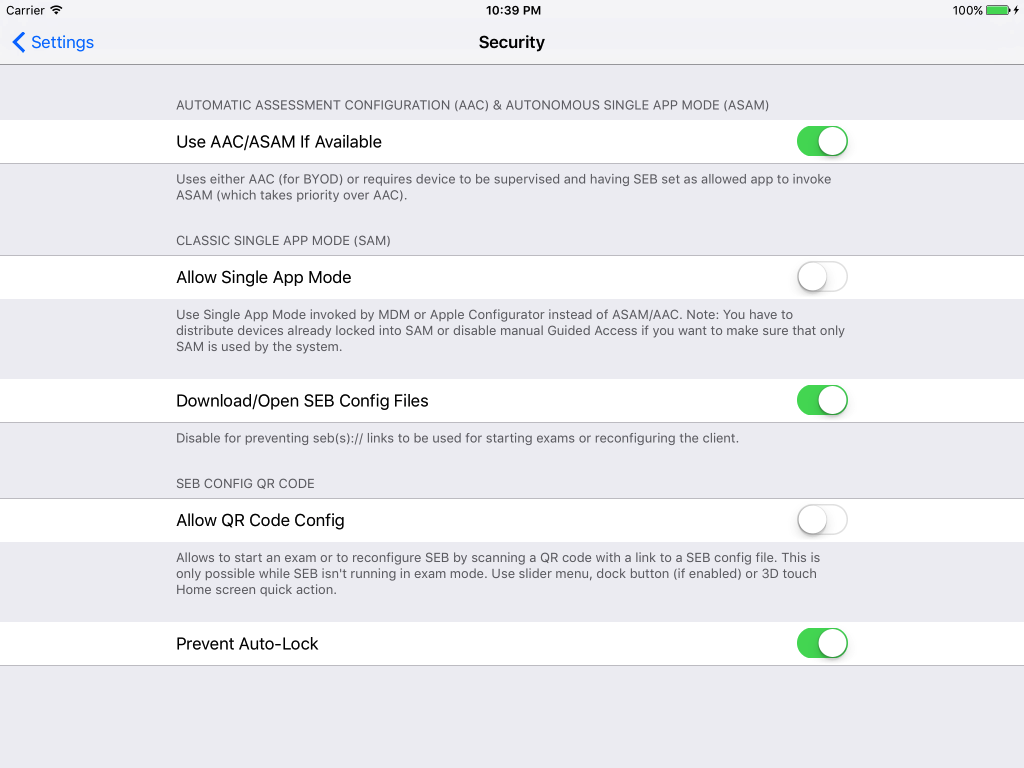 Carrier 10:39 PM 100%
Settings Security
AUTOMATIC ASSESSMENT CONFIGURATION (AAC) & AUTONOMOUS SINGLE APP MODE (ASAM)
Use AAC/ASAM If Available
Uses either AAC (for BYOD) or requires device to be supervised and having SEB set as allowed app to invoke
ASAM (which takes priority over AAC).
CLASSIC SINGLE APP MODE (SAM)
Allow Single App Mode
Use Single App Mode invoked by MDM or Apple Configurator instead of ASAM/AAC. Note: You have to
distribute devices already locked into SAM or disable manual Guided Access if you want to make sure that only
SAM is used by the system.
Download/Open SEB Config Files
Disable for preventing seb(s):// links to be used for starting exams or reconfiguring the client.
SEB CONFIG QR CODE
Allow QR Code Config
Allows to start an exam or to reconfigure SEB by scanning a QR code with a link to a SEB config file. This is
only possible while SEB isn't running in exam mode. Use slider menu, dock button (if enabled) or 3D touch
Home screen quick action.
Prevent Auto-Lock